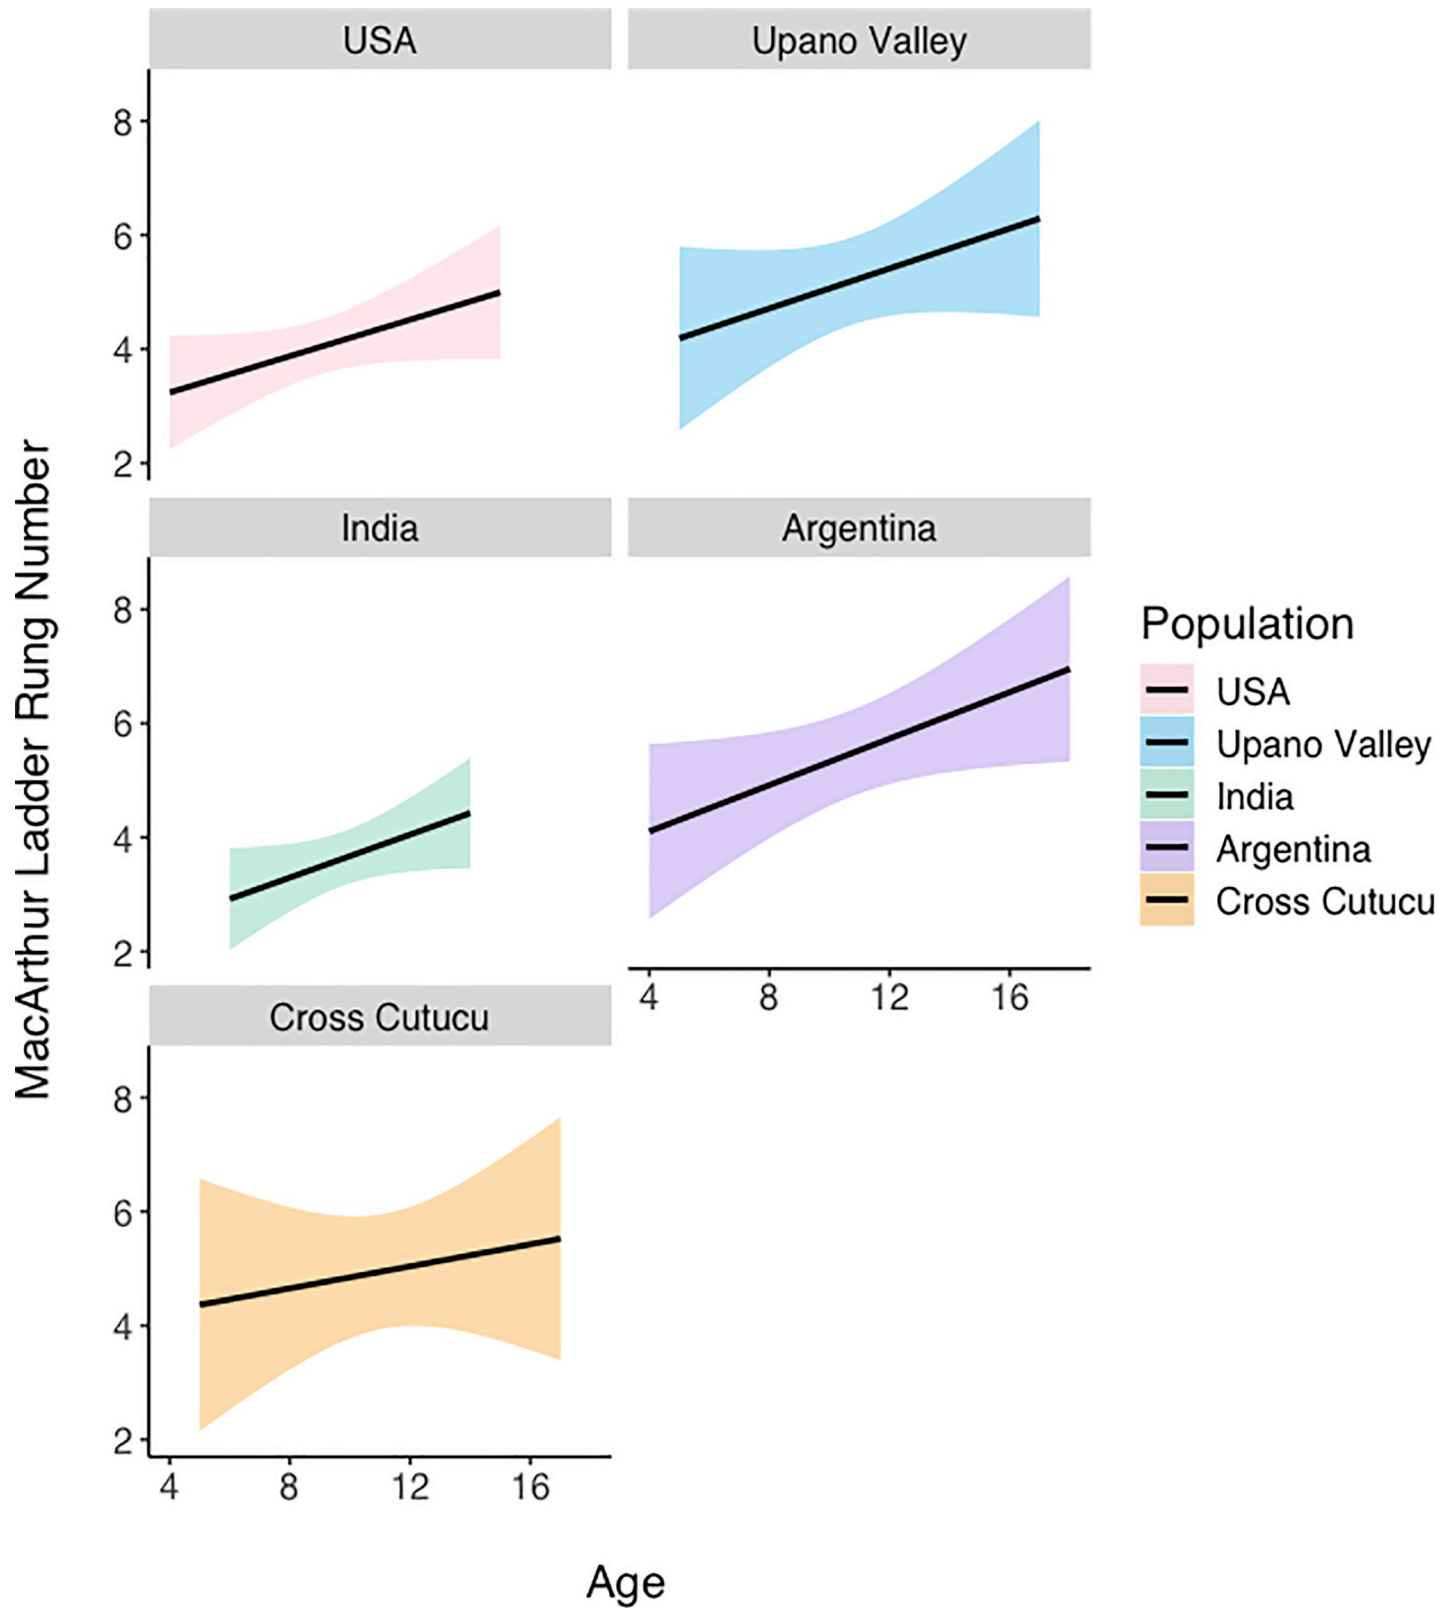 USA
Upano Valley
8
6
4
2
India
Argentina
8
6
4
2
4 8 12 16
Cross Cutucu
8
6
4
2
4 8 12 16
MacArthur Ladder Rung Number
Age
Population
USA
Upano Valley
India
Argentina
Cross Cutucu